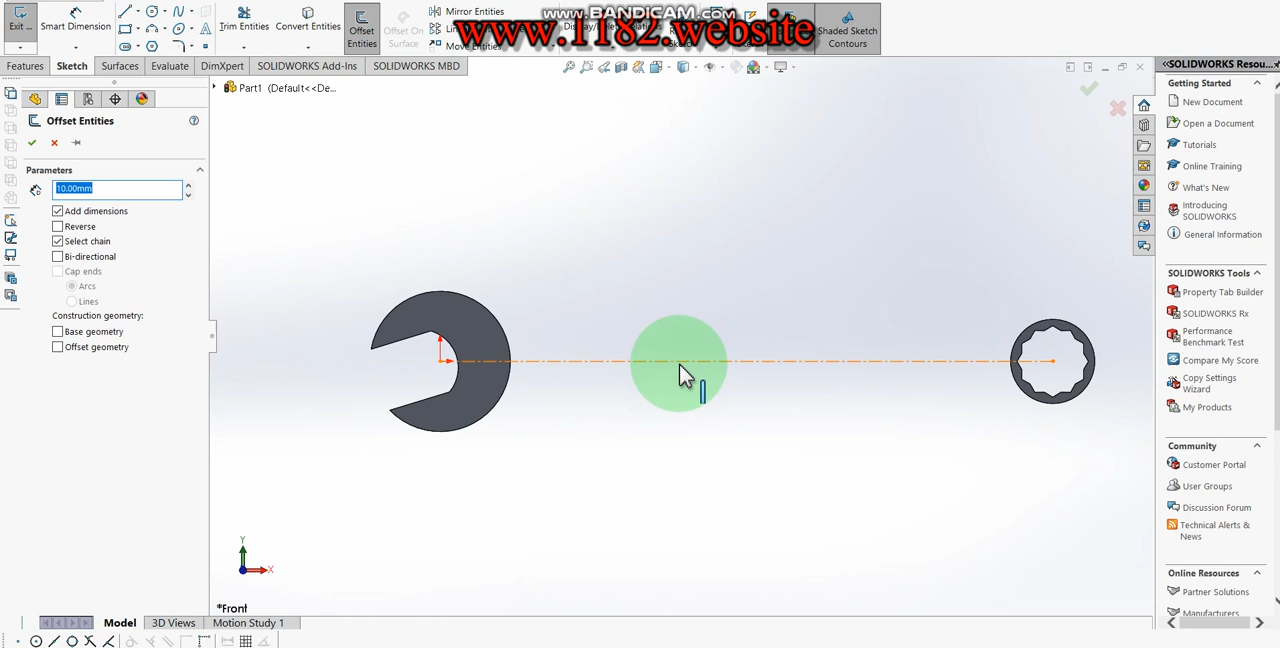 www.BANDICAM.com
www.1182.website
Exit ...
Smart Dimension
Trim Entities
Convert Entities
Offset Entities
Offset On Surface
Mirror Entities
Move Entities
Shaded Sketch Contours
Features
Sketch
Surfaces
Evaluate
DimXpert
SOLIDWORKS Add-Ins
SOLIDWORKS MBD
Part1 (Default<<De...
Offset Entities
Parameters
10.00mm
Add dimensions
Reverse
Select chain
Bi-directional
Cap ends
Arcs
Lines
Construction geometry:
Base geometry
Offset geometry
Y
X
*Front
Model
3D Views
Motion Study 1
SOLIDWORKS Resou...
Getting Started
New Document
Open a Document
Tutorials
Online Training
What's New
Introducing
SOLIDWORKS
General Information
SOLIDWORKS Tools
Property Tab Builder
SOLIDWORKS Rx
Performance
Benchmark Test
Compare My Score
Copy Settings
Wizard
My Products
Community
Customer Portal
User Groups
Discussion Forum
Technical Alerts &
News
Online Resources
Partner Solutions
Manufacturers